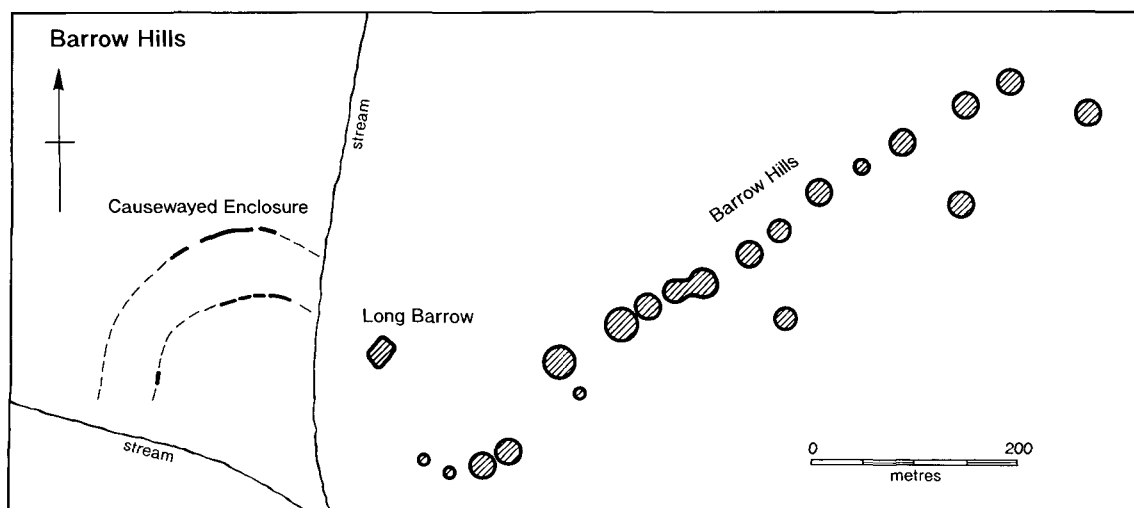 Barrow Hills
stream
Causewayed Enclosure
Barrow Hills
Long Barrow
stream
0 200
metres